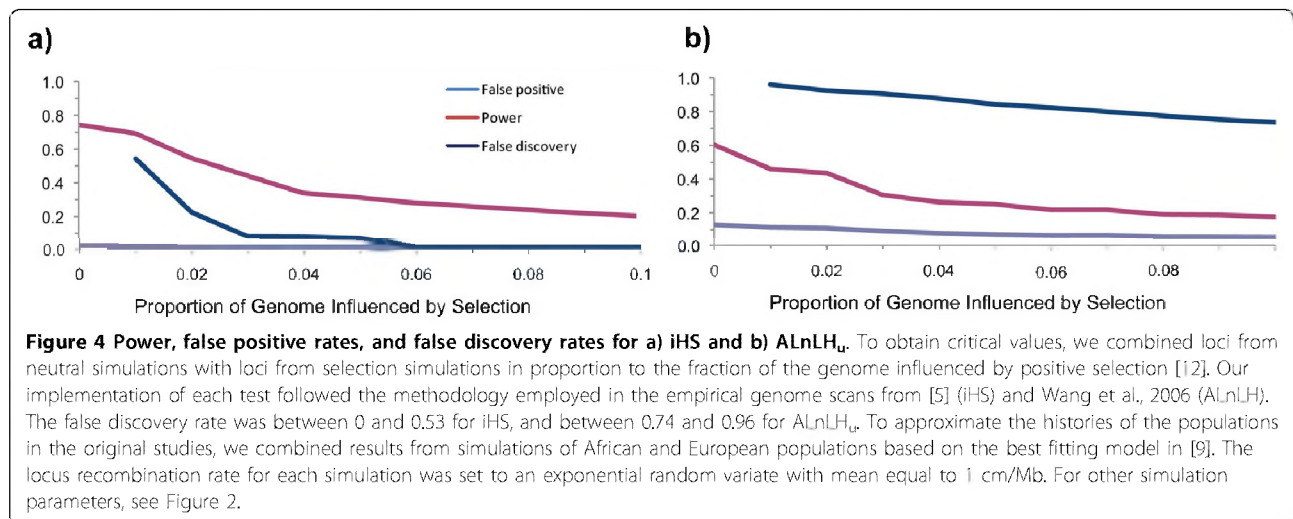 a)
1.0
0.8
0.6
0.4
0.2
0.0
0
0.02
0.04
0.06
0.08
0.1
False positive
Power
False discovery
Proportion of Genome Influenced by Selection
b)
1.0
0.8
0.6
0.4
0.2
0.0
0
0.02
0.04
0.06
0.08
Proportion of Genome Influenced by Selection
Figure 4 Power, false positive rates, and false discovery rates for a) iHS and b) ALnLHu. To obtain critical values, we combined loci from
neutral simulations with loci from selection simulations in proportion to the fraction of the genome influenced by positive selection [12]. Our
implementation of each test followed the methodology employed in the empirical genome scans from [5] (iHS) and Wang et al., 2006 (ALnLH).
The false discovery rate was between 0 and 0.53 for iHS, and between 0.74 and 0.96 for ALnLHu. To approximate the histories of the populations
in the original studies, we combined results from simulations of African and European populations based on the best fitting model in [9]. The
locus recombination rate for each simulation was set to an exponential random variate with mean equal to 1 cm/Mb. For other simulation
parameters, see Figure 2.